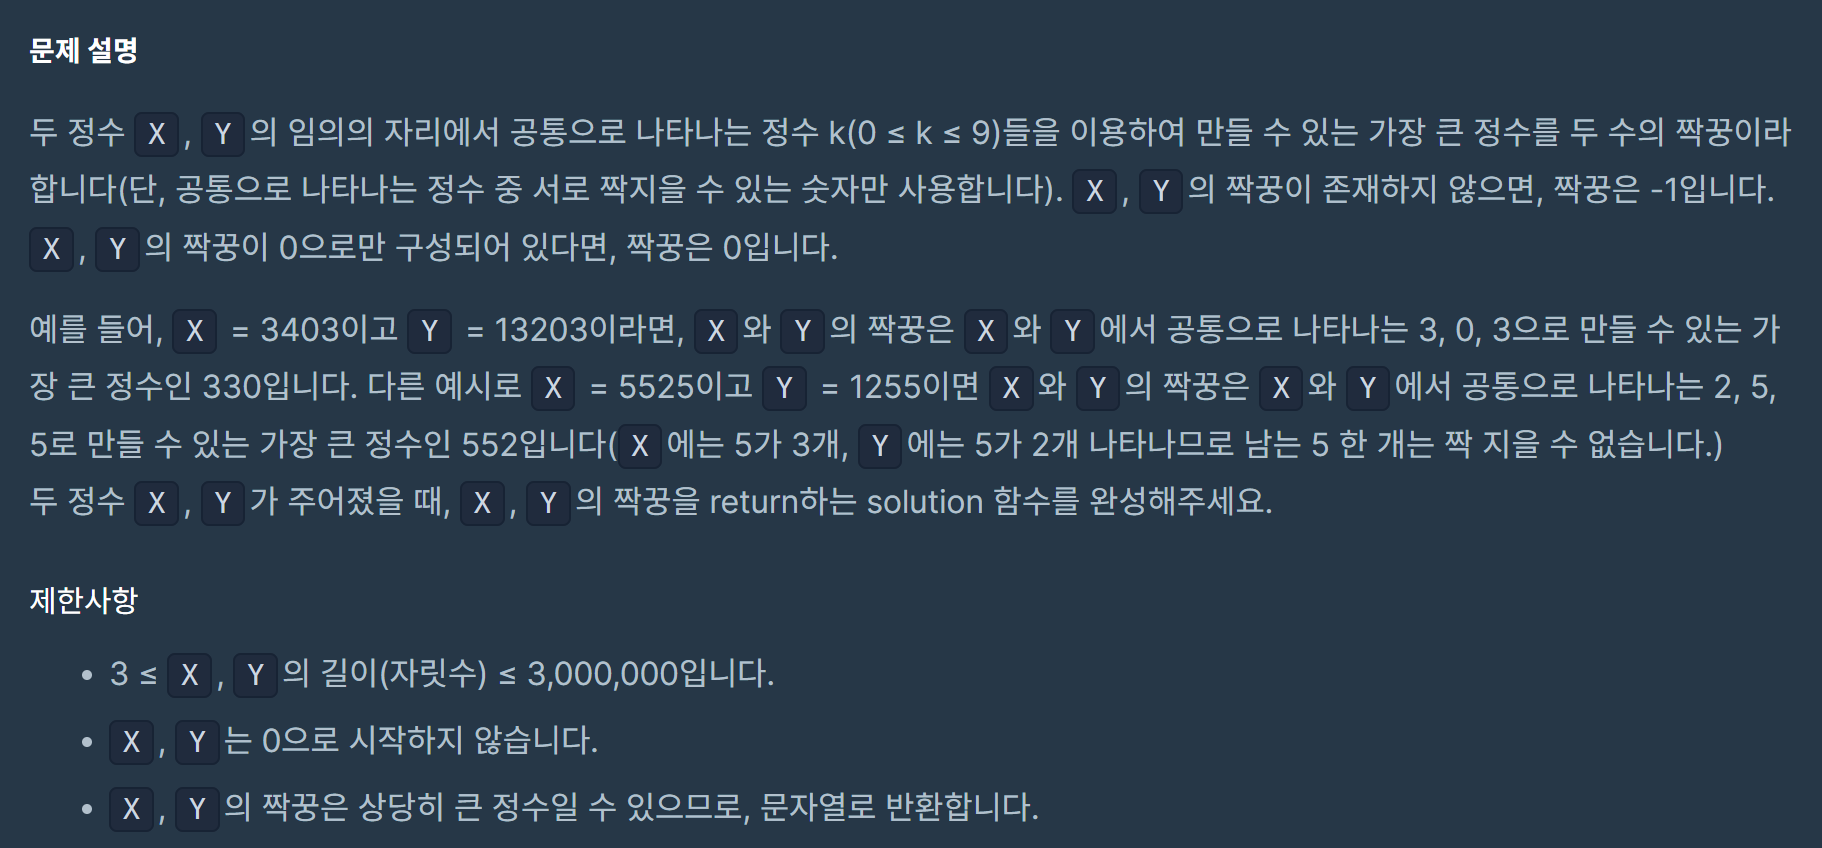 문제 설명
두 정수 X, Y의 임의의 자리에서 공통으로 나타나는 정수 k(0 ≤ k ≤ 9)들을 이용하여 만들 수 있는 가장 큰 정수를 두 수의 짝꿍이라
합니다(단, 공통으로 나타나는 정수 중 서로 짝지을 수 있는 숫자만 사용합니다). X, Y의 짝꿍이 존재하지 않으면, 짝꿍은 -1입니다.
X, Y의 짝꿍이 0으로만 구성되어 있다면, 짝꿍은 0입니다.
예를 들어, X = 3403이고 Y = 13203이라면, X와 Y의 짝꿍은 X와 Y에서 공통으로 나타나는 3, 0, 3으로 만들 수 있는 가
장 큰 정수인 330입니다. 다른 예시로 X = 5525이고 Y = 1255이면 X와 Y의 짝꿍은 X와 Y에서 공통으로 나타나는 2, 5,
5로 만들 수 있는 가장 큰 정수인 552입니다(X에는 5가 3개, Y에는 5가 2개 나타나므로 남는 5 한 개는 짝 지을 수 없습니다.)
두 정수 X, Y가 주어졌을 때, X, Y의 짝꿍을 return하는 solution 함수를 완성해주세요.
제한사항
• 3 ≤ X, Y의 길이(자릿수) ≤ 3,000,000입니다.
• X, Y는 0으로 시작하지 않습니다.
• X, Y의 짝꿍은 상당히 큰 정수일 수 있으므로, 문자열로 반환합니다.